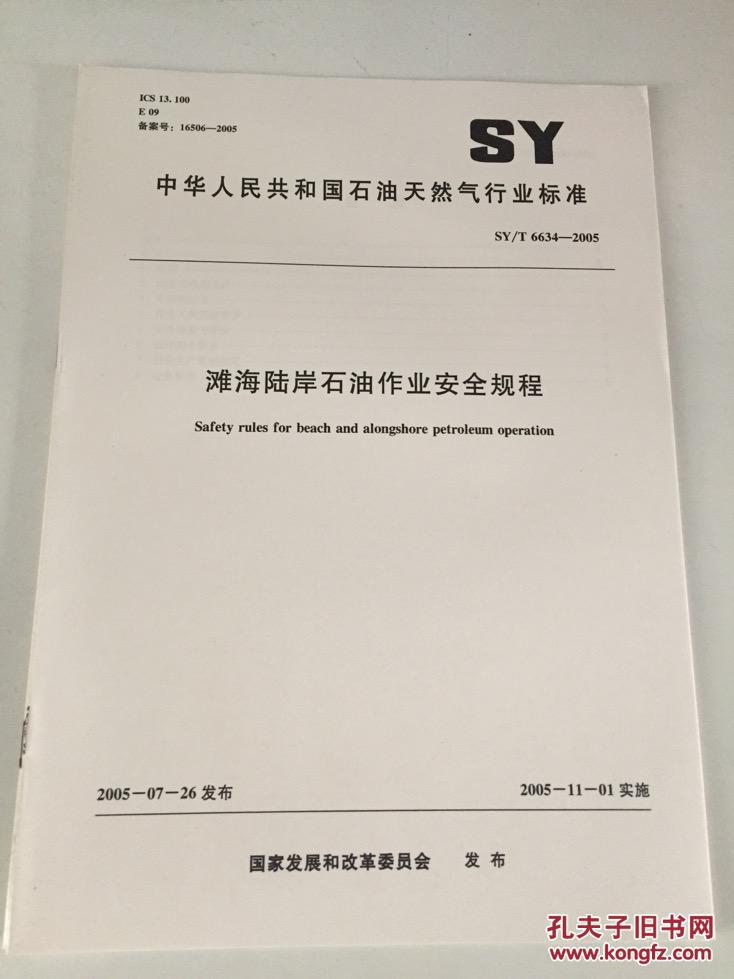 ICS 13.100
E 09
备案号：16506—2005
SY
中华人民共和国石油天然气行业标准
SY/T 6634—2005
滩海陆岸石油作业安全规程
Safety rules for beach and alongshore petroleum operation
2005-07-26 发布
2005-11-01 实施
国家发展和改革委员会 发布
孔夫子旧书网
www.kongfz.com